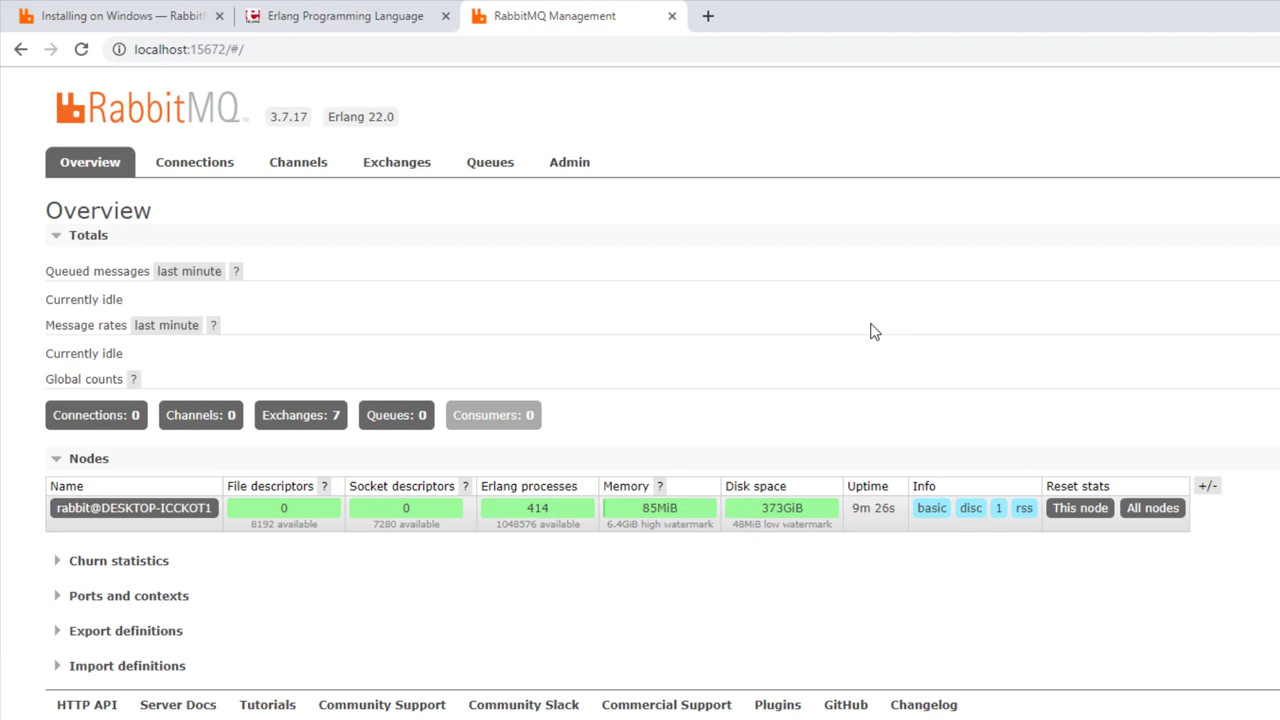 Installing on Windows — Rabbit
Erlang Programming Language
RabbitMQ Management
localhost:15672/#/
RabbitMQ
3.7.17
Erlang 22.0
Overview
Connections
Channels
Exchanges
Queues
Admin
Overview
Totals
Queued messages last minute ?
Currently idle
Message rates last minute ?
Currently idle
Global counts ?
Connections: 0
Channels: 0
Exchanges: 7
Queues: 0
Consumers: 0
Nodes
Name File descriptors ? Socket descriptors ? Erlang processes Memory ? Disk space Uptime Info Reset stats +/-
rabbit@DESKTOP-ICCKOT1 0 0 414 85MiB 373GiB 9m 26s basic disc 1 rss This node All nodes
8192 available 7280 available 1048576 available 6.4GiB high watermark 48MiB low watermark
Churn statistics
Ports and contexts
Export definitions
Import definitions
HTTP API Server Docs Tutorials Community Support Community Slack Commercial Support Plugins GitHub Changelog